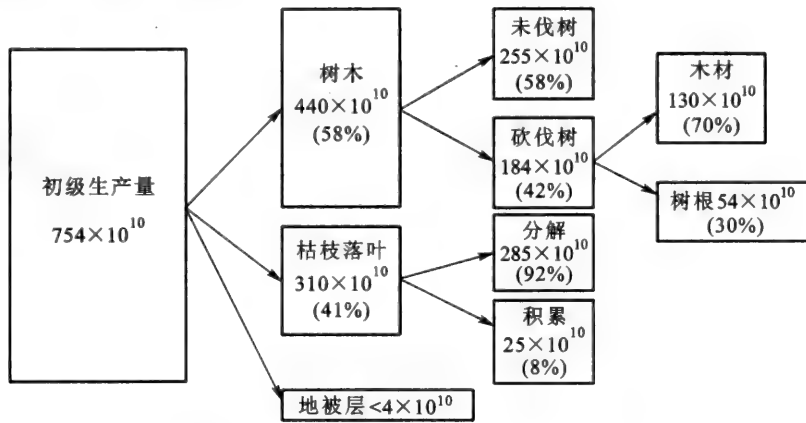 初级生产量
754×10¹⁰
树木
440×10¹⁰
(58%)
枯枝落叶
310×10¹⁰
(41%)
地被层<4×10¹⁰
未伐树
255×10¹⁰
(58%)
砍伐树
184×10¹⁰
(42%)
分解
285×10¹⁰
(92%)
积累
25×10¹⁰
(8%)
木材
130×10¹⁰
(70%)
树根54×10¹⁰
(30%)